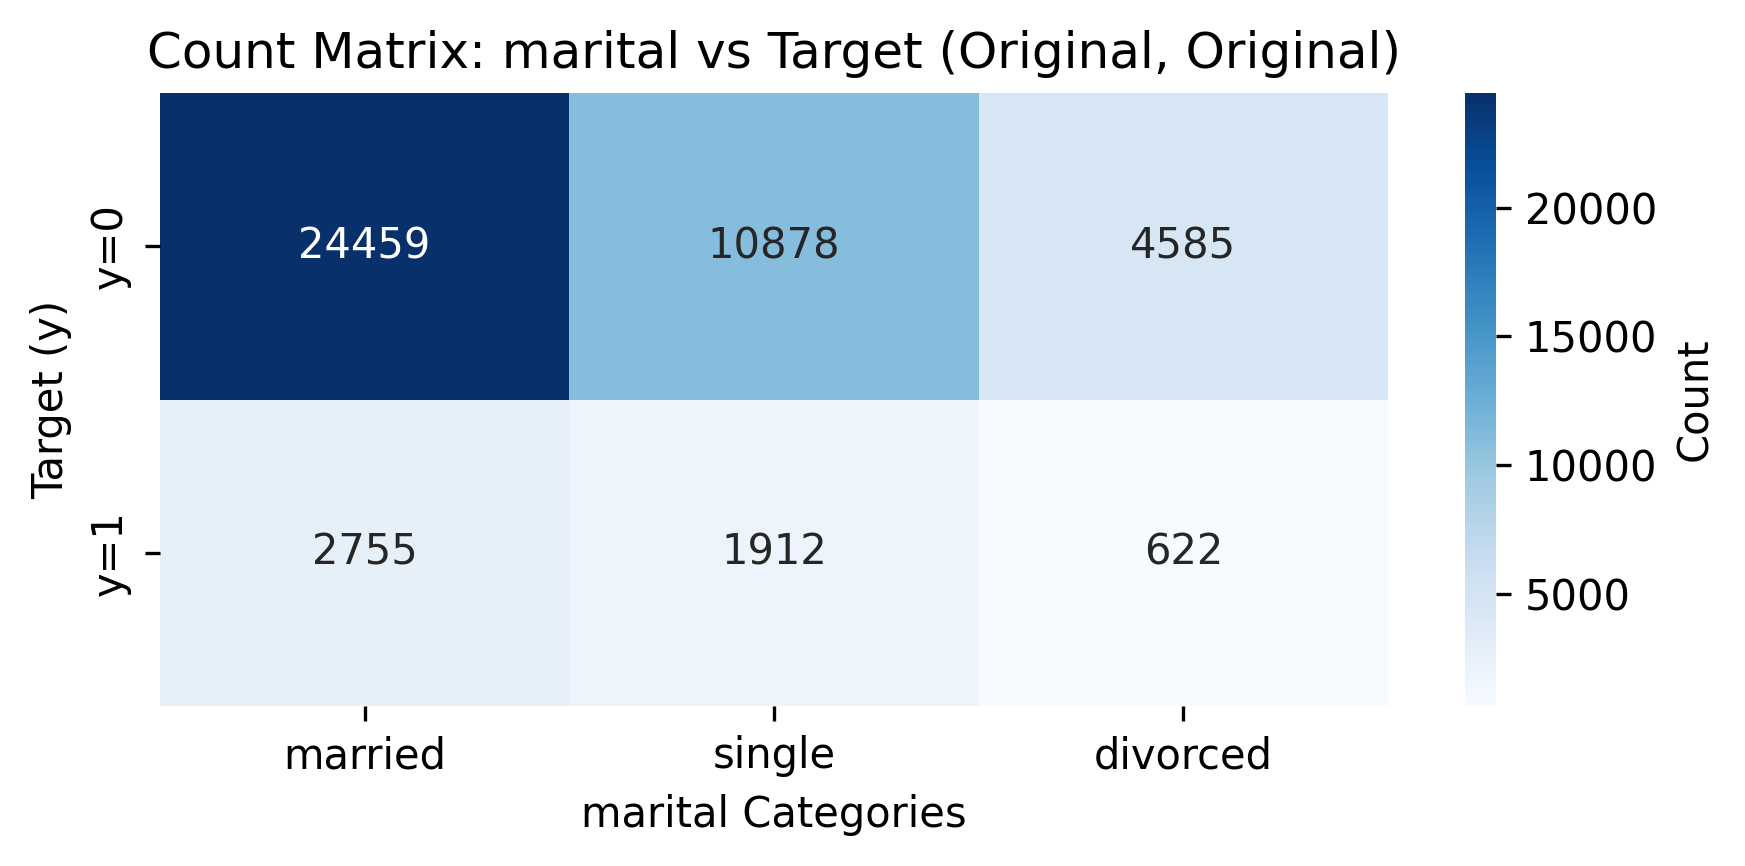 Count Matrix: marital vs Target (Original, Original)
Target (y)
y=0
24459 10878 4585
y=1
2755 1912 622
married single divorced
marital Categories
20000
15000
10000
5000
Count